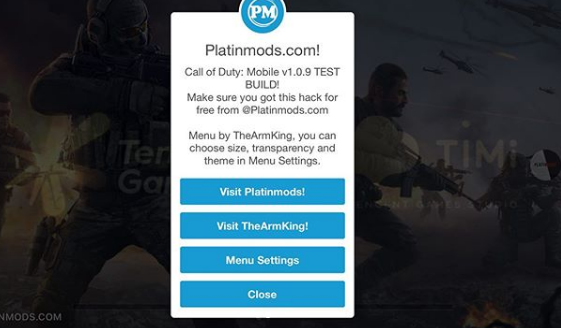 PM
Platinmods.com!
Call of Duty: Mobile v1.0.9 TEST
BUILD!
Make sure you got this hack for
free from @Platinmods.com
Menu by TheArmKing, you can
choose size, transparency and
theme in Menu Settings.
Visit Platinmods!
Visit TheArmKing!
Menu Settings
Close
TiMi
NMODS.COM